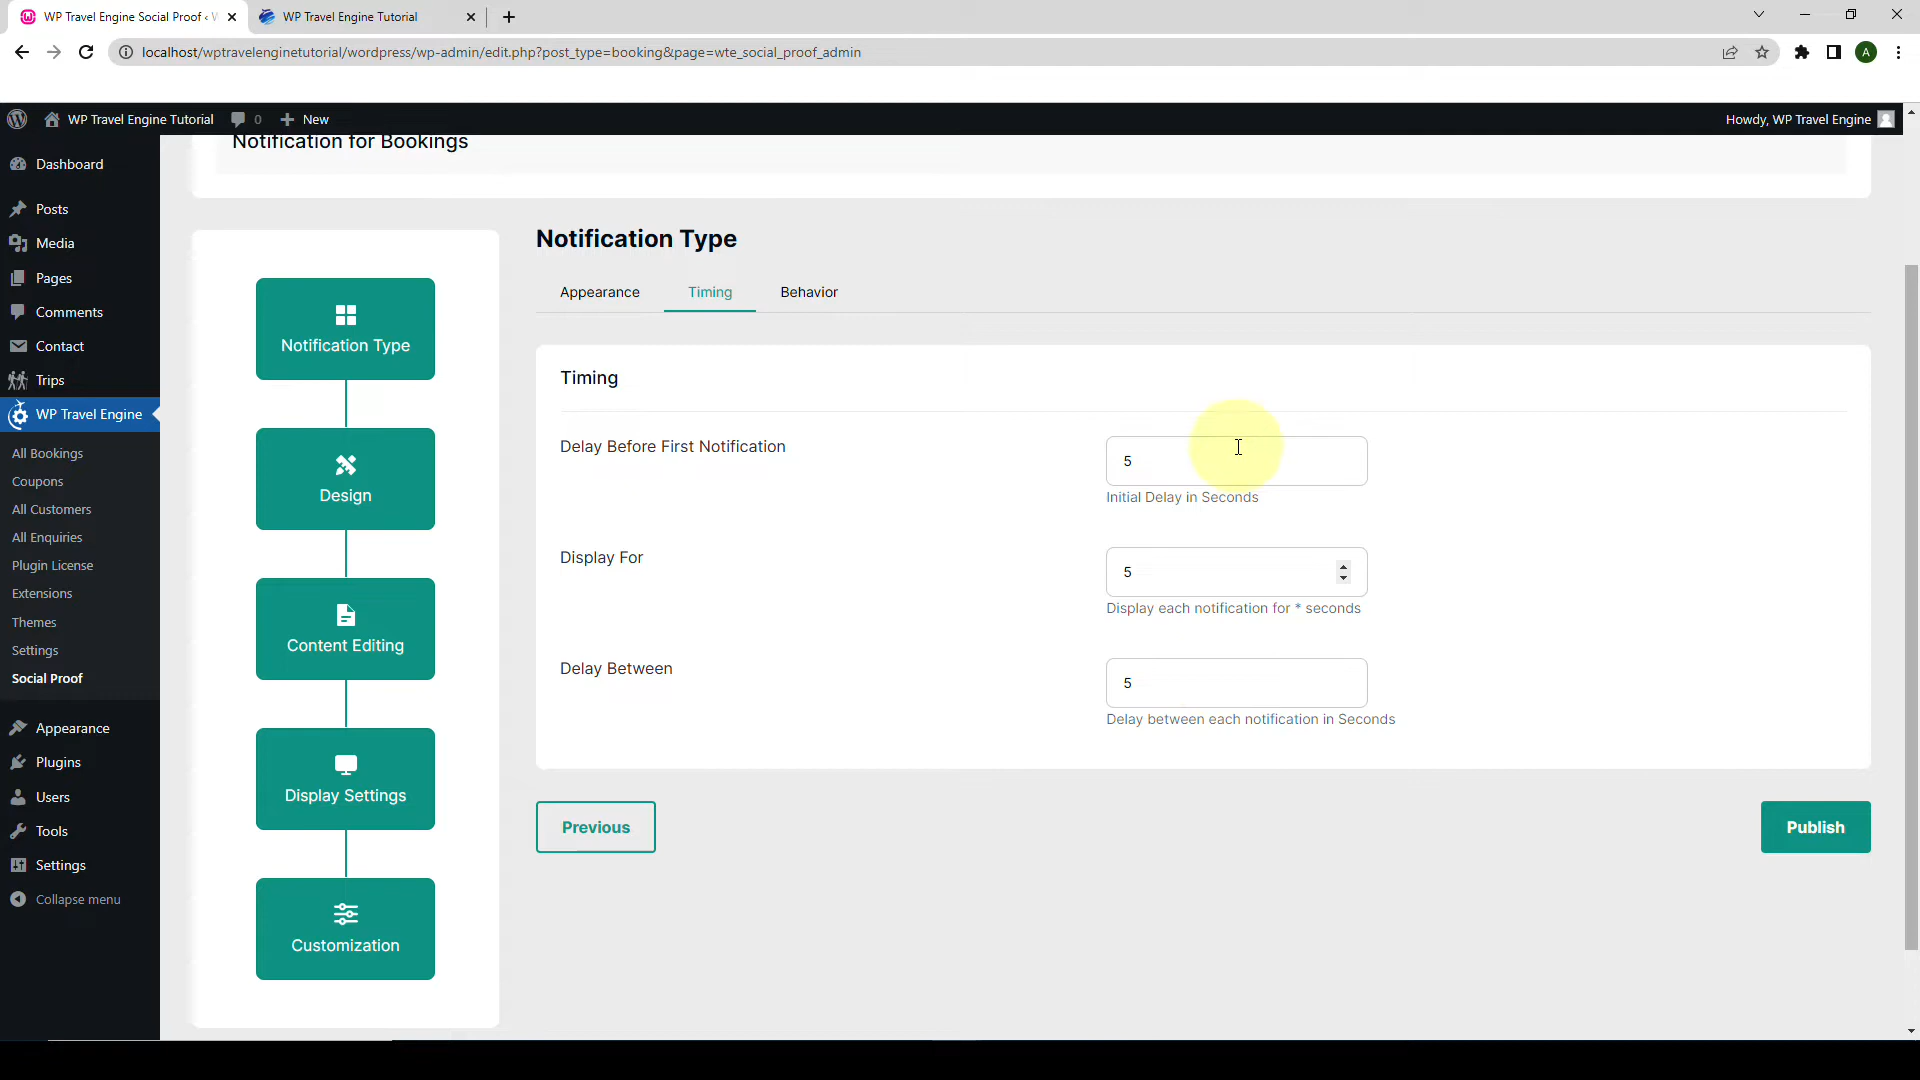 WP Travel Engine Social Proof ‹ W
WP Travel Engine Tutorial
localhost/wptravelenginetutorial/wordpress/wp-admin/edit.php?post_type=booking&page=wte_social_proof_admin
A
WP Travel Engine Tutorial
0
New
Howdy, WP Travel Engine
Dashboard
Posts
Media
Pages
Comments
Contact
Trips
WP Travel Engine
All Bookings
Coupons
All Customers
All Enquiries
Plugin License
Extensions
Themes
Settings
Social Proof
Appearance
Plugins
Users
Tools
Settings
Collapse menu
Notification for Bookings
Notification Type
Design
Content Editing
Display Settings
Customization
Notification Type
Appearance
Timing
Behavior
Timing
Delay Before First Notification
5
Initial Delay in Seconds
Display For
5
Display each notification for * seconds
Delay Between
5
Delay between each notification in Seconds
Previous
Publish